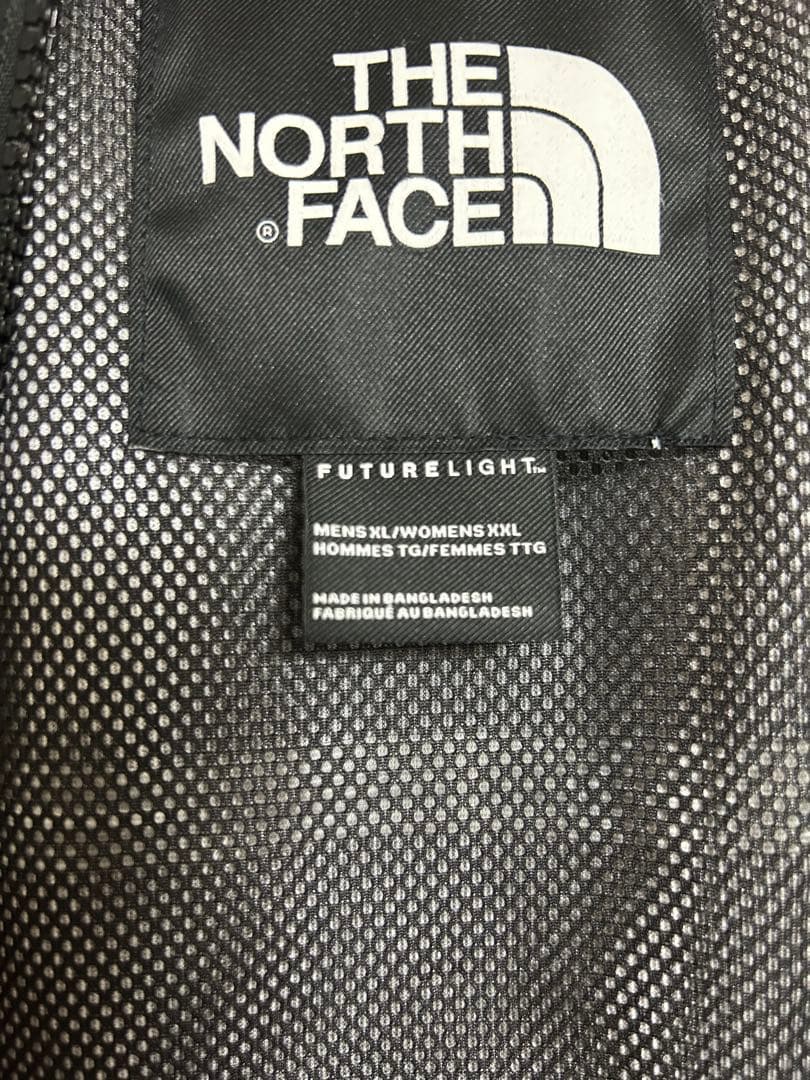 THE
NORTH
® FACE
FUTURELIGHT™
MENS XL/WOMENS XXL
HOMMES TG/FEMMES TTG
MADE IN BANGLADESH
FABRIQUÉ AU BANGLADESH